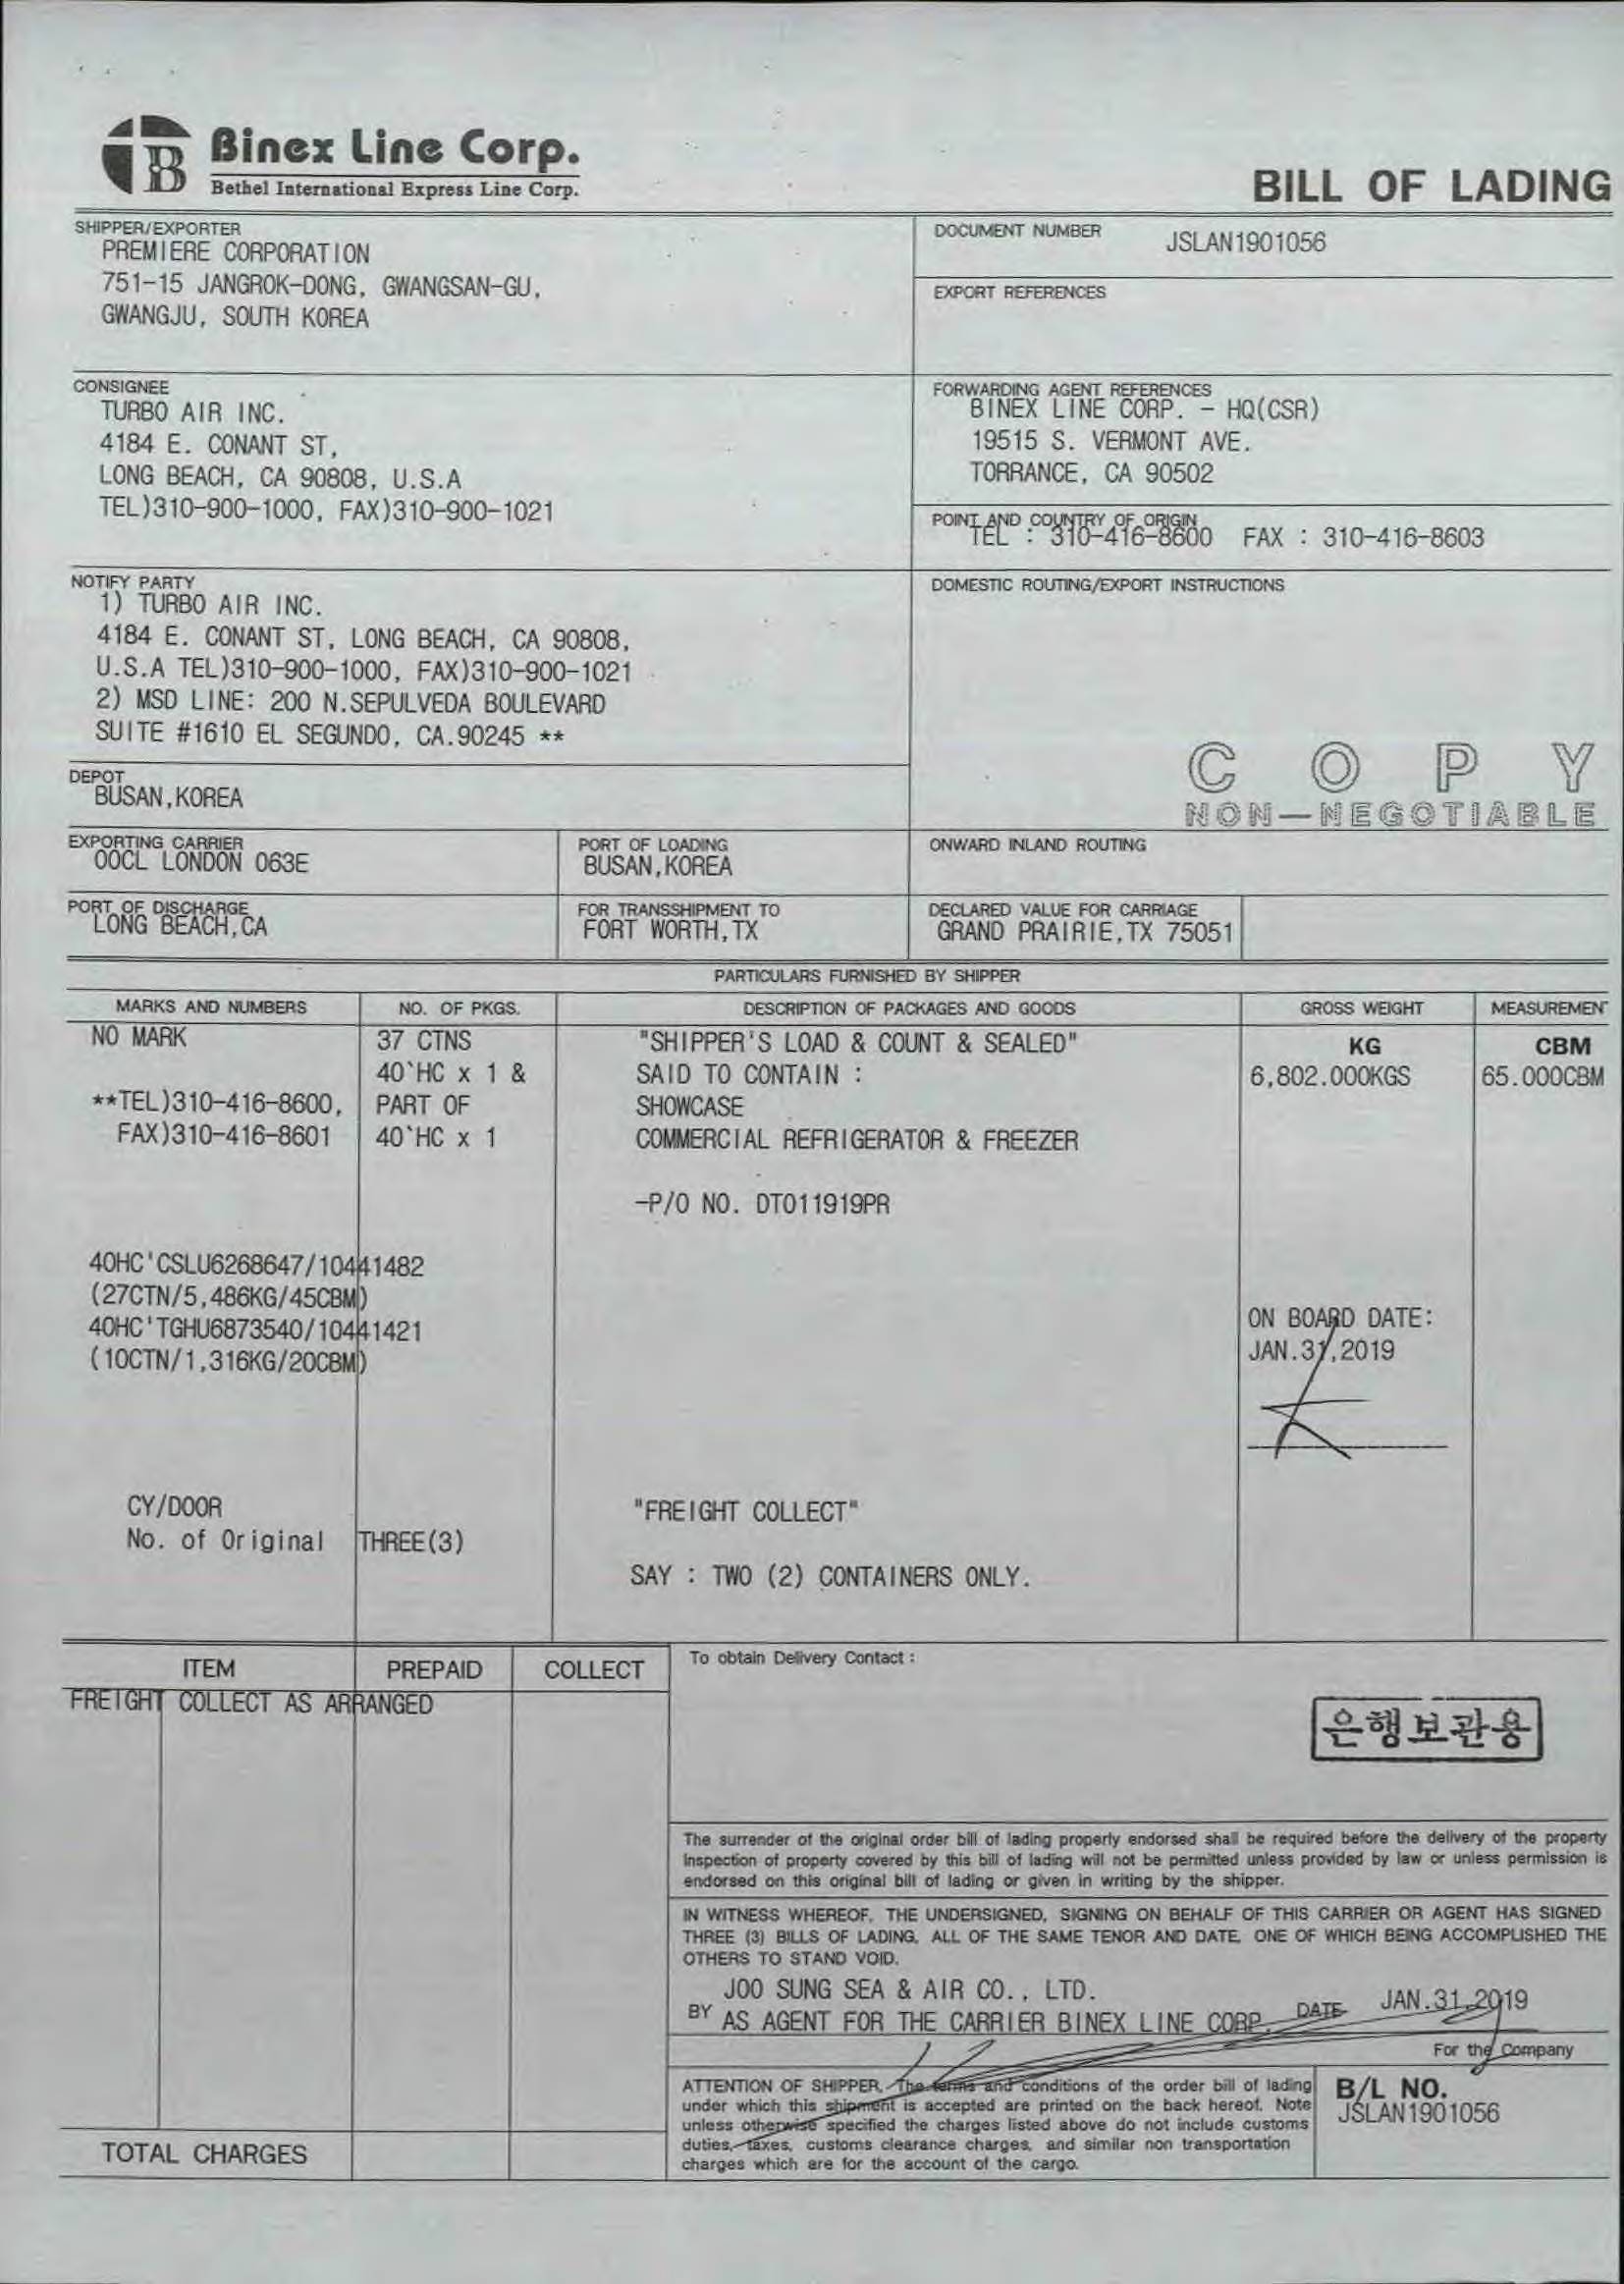 B
Binex Line Corp.
Bethel International Express Line Corp.
BILL OF LADING
SHIPPER/EXPORTER
PREMIERE CORPORATION
751-15 JANGROK-DONG, GWANGSAN-GU,
GWANGJU, SOUTH KOREA
DOCUMENT NUMBER
JSLAN1901056
EXPORT REFERENCES
CONSIGNEE
TURBO AIR INC.
4184 E. CONANT ST,
LONG BEACH, CA 90808, U.S.A
TEL)310-900-1000, FAX)310-900-1021
FORWARDING AGENT REFERENCES
BINEX LINE CORP. - HQ(CSR)
19515 S. VERMONT AVE.
TORRANCE, CA 90502
POINT AND COUNTRY OF ORIGIN
TEL : 310-416-8600 FAX : 310-416-8603
NOTIFY PARTY
1) TURBO AIR INC.
4184 E. CONANT ST, LONG BEACH, CA 90808,
U.S.A TEL)310-900-1000, FAX)310-900-1021
2) MSD LINE: 200 N.SEPULVEDA BOULEVARD
SUITE #1610 EL SEGUNDO, CA.90245 **
DOMESTIC ROUTING/EXPORT INSTRUCTIONS
COPY
NON-NEGOTIABLE
DEPOT
BUSAN,KOREA
EXPORTING CARRIER
OOCL LONDON 063E
PORT OF LOADING
BUSAN,KOREA
ONWARD INLAND ROUTING
PORT OF DISCHARGE
LONG BEACH,CA
FOR TRANSSHIPMENT TO
FORT WORTH,TX
DECLARED VALUE FOR CARRIAGE
GRAND PRAIRIE,TX 75051
PARTICULARS FURNISHED BY SHIPPER
MARKS AND NUMBERS NO. OF PKGS. DESCRIPTION OF PACKAGES AND GOODS GROSS WEIGHT MEASUREMEN
NO MARK 37 CTNS "SHIPPER'S LOAD & COUNT & SEALED" KG CBM
40`HC x 1 & SAID TO CONTAIN : 6,802.000KGS 65.000CBM
**TEL)310-416-8600, PART OF SHOWCASE
FAX)310-416-8601 40`HC x 1 COMMERCIAL REFRIGERATOR & FREEZER
-P/O NO. DT011919PR
40HC'CSLU6268647/10441482
(27CTN/5,486KG/45CBM)
40HC'TGHU6873540/10441421
(10CTN/1,316KG/20CBM)
ON BOARD DATE:
JAN.31,2019
CY/DOOR "FREIGHT COLLECT"
No. of Original THREE(3)
SAY : TWO (2) CONTAINERS ONLY.
ITEM PREPAID COLLECT
FREIGHT COLLECT AS ARRANGED
To obtain Delivery Contact :
은행보관용
The surrender of the original order bill of lading properly endorsed shall be required before the delivery of the property
Inspection of property covered by this bill of lading will not be permitted unless provided by law or unless permission is
endorsed on this original bill of lading or given in writing by the shipper.
IN WITNESS WHEREOF, THE UNDERSIGNED, SIGNING ON BEHALF OF THIS CARRIER OR AGENT HAS SIGNED
THREE (3) BILLS OF LADING, ALL OF THE SAME TENOR AND DATE, ONE OF WHICH BEING ACCOMPLISHED THE
OTHERS TO STAND VOID.
JOO SUNG SEA & AIR CO., LTD.
BY AS AGENT FOR THE CARRIER BINEX LINE CORP. DATE JAN.31,2019
For the Company
ATTENTION OF SHIPPER, The terms and conditions of the order bill of lading
under which this shipment is accepted are printed on the back hereof. Note
unless otherwise specified the charges listed above do not include customs
duties, taxes, customs clearance charges, and similar non transportation
charges which are for the account of the cargo.
B/L NO.
JSLAN1901056
TOTAL CHARGES